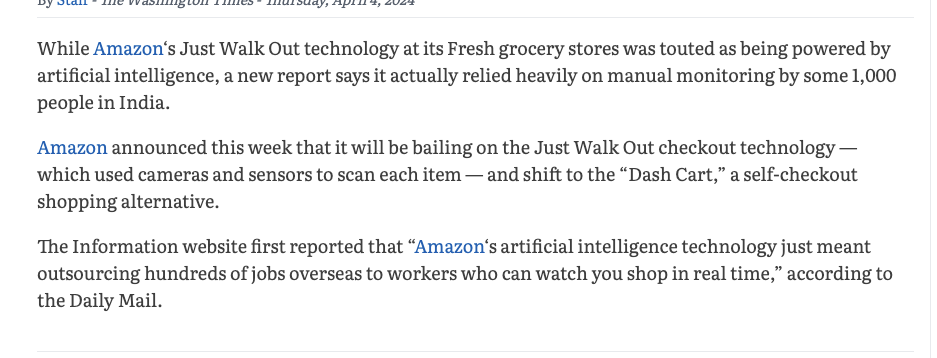 By Staff - The Washington Times - Thursday, April 4, 2024
While Amazon‘s Just Walk Out technology at its Fresh grocery stores was touted as being powered by
artificial intelligence, a new report says it actually relied heavily on manual monitoring by some 1,000
people in India.
Amazon announced this week that it will be bailing on the Just Walk Out checkout technology —
which used cameras and sensors to scan each item — and shift to the “Dash Cart,” a self-checkout
shopping alternative.
The Information website first reported that “Amazon‘s artificial intelligence technology just meant
outsourcing hundreds of jobs overseas to workers who can watch you shop in real time,” according to
the Daily Mail.